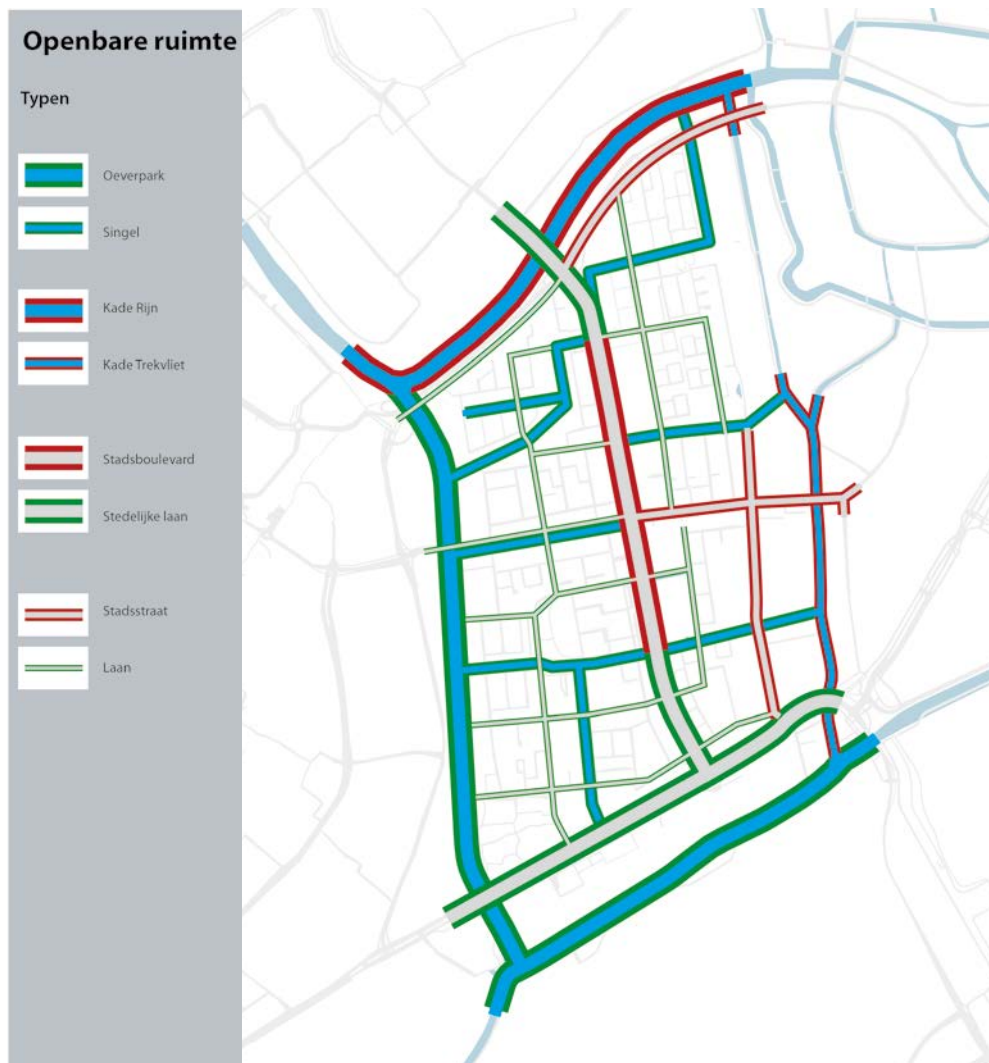 Openbare ruimte
Typen
Oeverpark
Singel
Kade Rijn
Kade Trekvliet
Stadsboulevard
Stedelijke laan
Stadsstraat
Laan